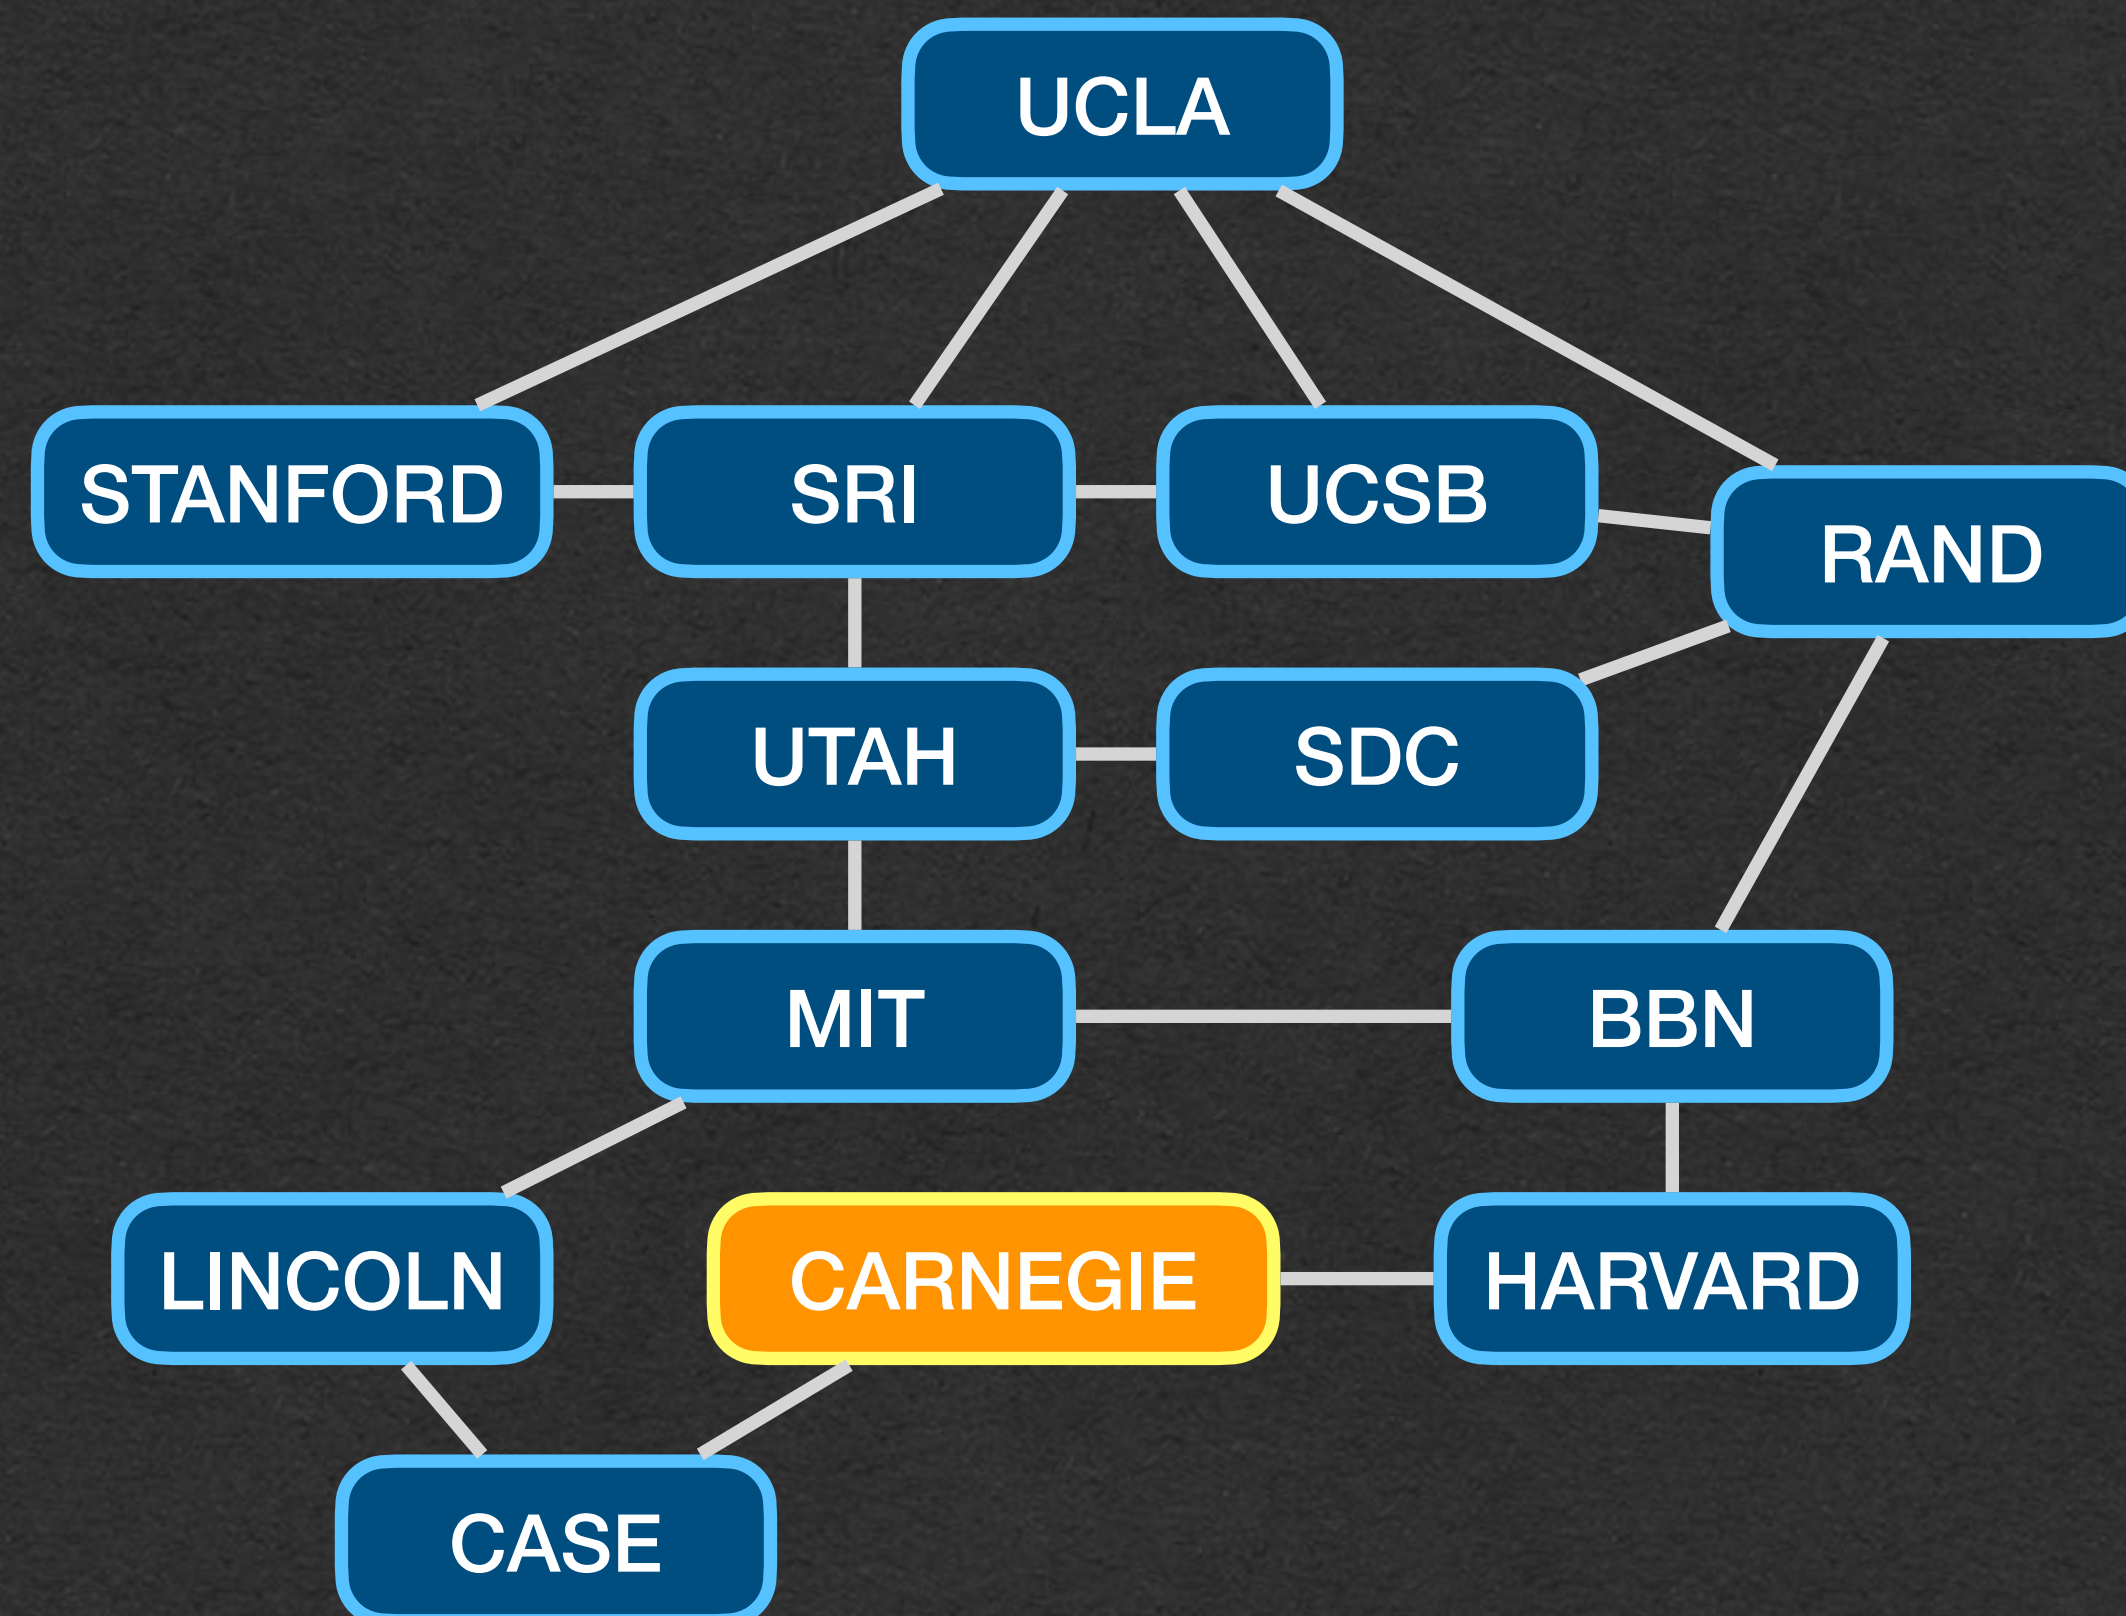 UCLA
STANFORD
SRI
UCSB
RAND
UTAH
SDC
MIT
BBN
LINCOLN
CARNEGIE
HARVARD
CASE